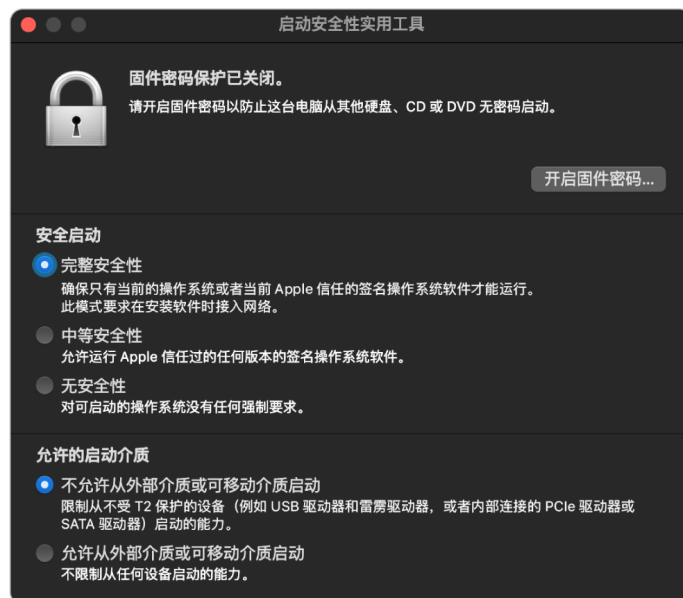 启动安全性实用工具
固件密码保护已关闭。
请开启固件密码以防止这台电脑从其他硬盘、CD 或 DVD 无密码启动。
开启固件密码...
安全启动
完整安全性
确保只有当前的操作系统或者当前 Apple 信任的签名操作系统软件才能运行。
此模式要求在安装软件时接入网络。
中等安全性
允许运行 Apple 信任过的任何版本的签名操作系统软件。
无安全性
对可启动的操作系统没有任何强制要求。
允许的启动介质
不允许从外部介质或可移动介质启动
限制从不受 T2 保护的设备（例如 USB 驱动器和雷雳驱动器，或者内部连接的 PCIe 驱动器或
SATA 驱动器）启动的能力。
允许从外部介质或可移动介质启动
不限制从任何设备启动的能力。